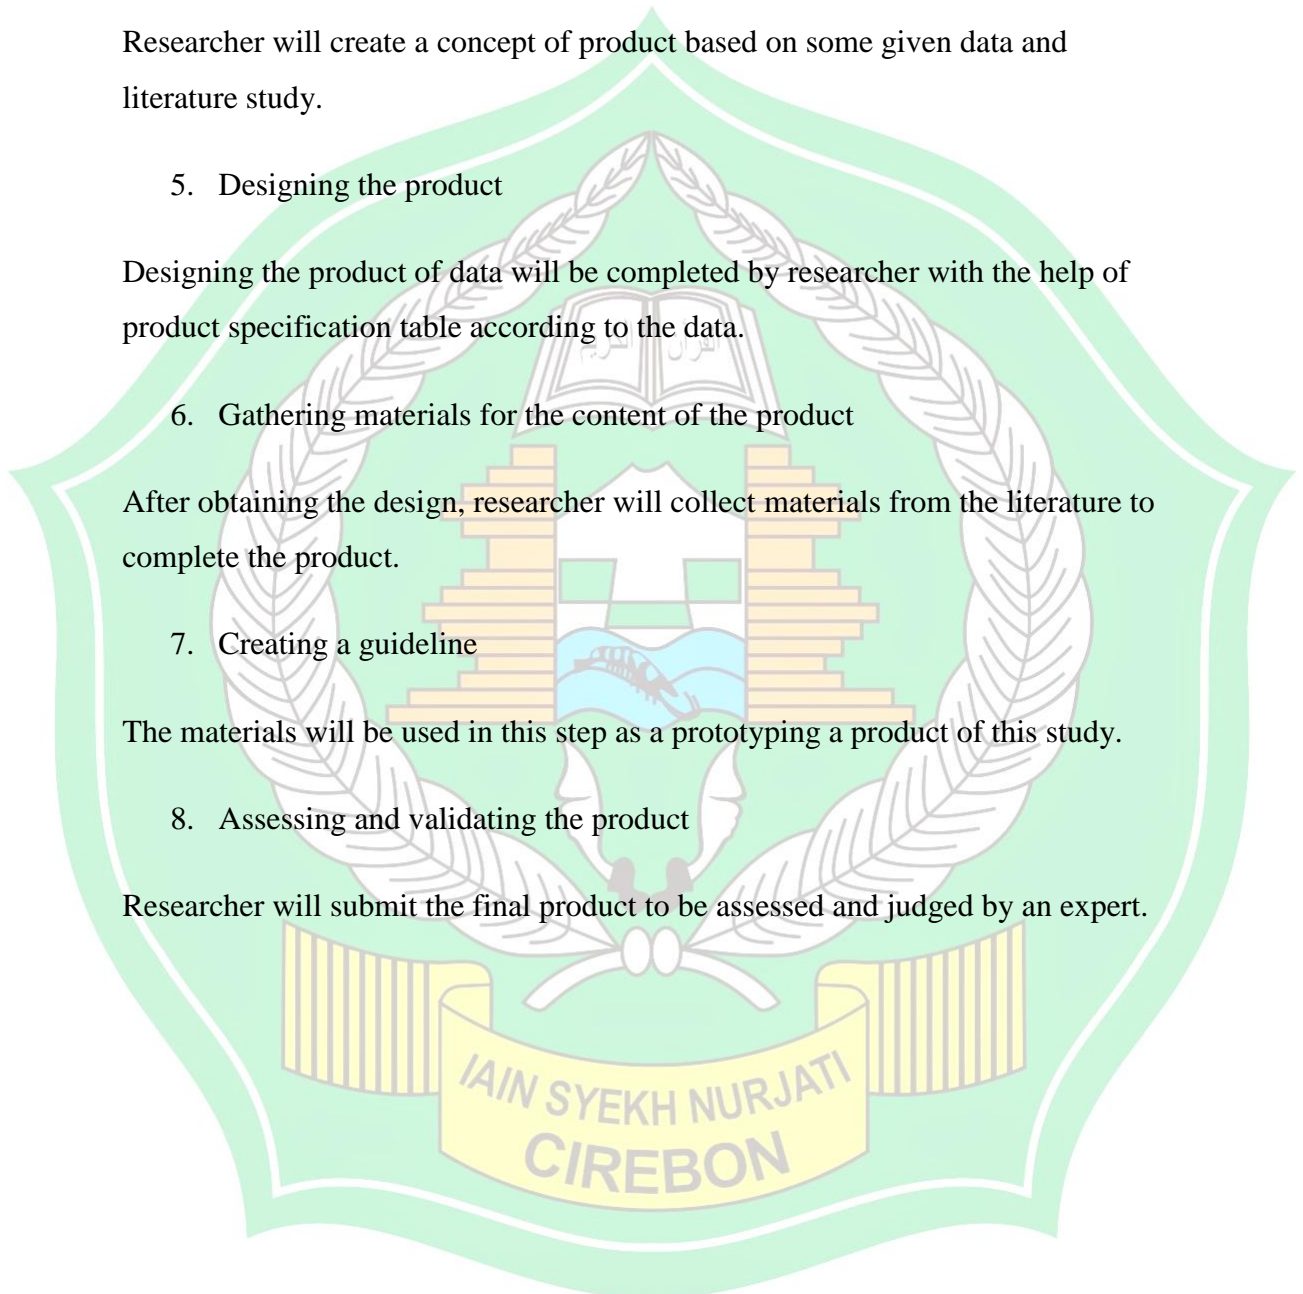 Researcher will create a concept of product based on some given data and
literature study.
5. Designing the product
Designing the product of data will be completed by researcher with the help of
product specification table according to the data.
6. Gathering materials for the content of the product
After obtaining the design, researcher will collect materials from the literature to
complete the product.
7. Creating a guideline
The materials will be used in this step as a prototyping a product of this study.
8. Assessing and validating the product
Researcher will submit the final product to be assessed and judged by an expert.
IAIN SYEKH NURJATI
CIREBON